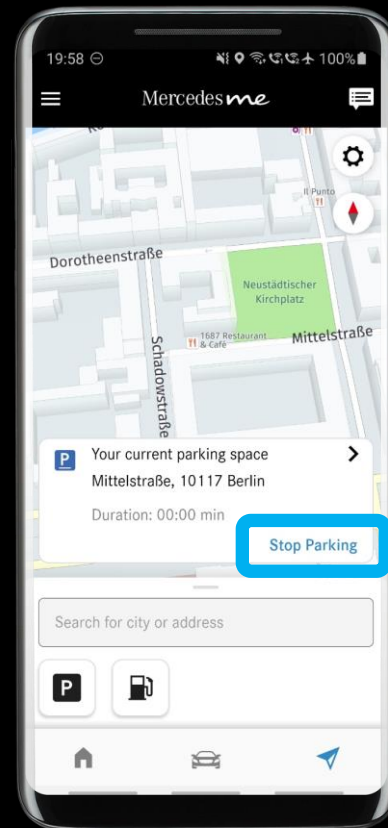 19:58
100%
Mercedes me
Il Punto
Dorotheenstraße
Neustädtischer
Kirchplatz
1687 Restaurant
& Café
Mittelstraße
Schadowstraße
P
Your current parking space
Mittelstraße, 10117 Berlin
Duration: 00:00 min
Stop Parking
Search for city or address
P